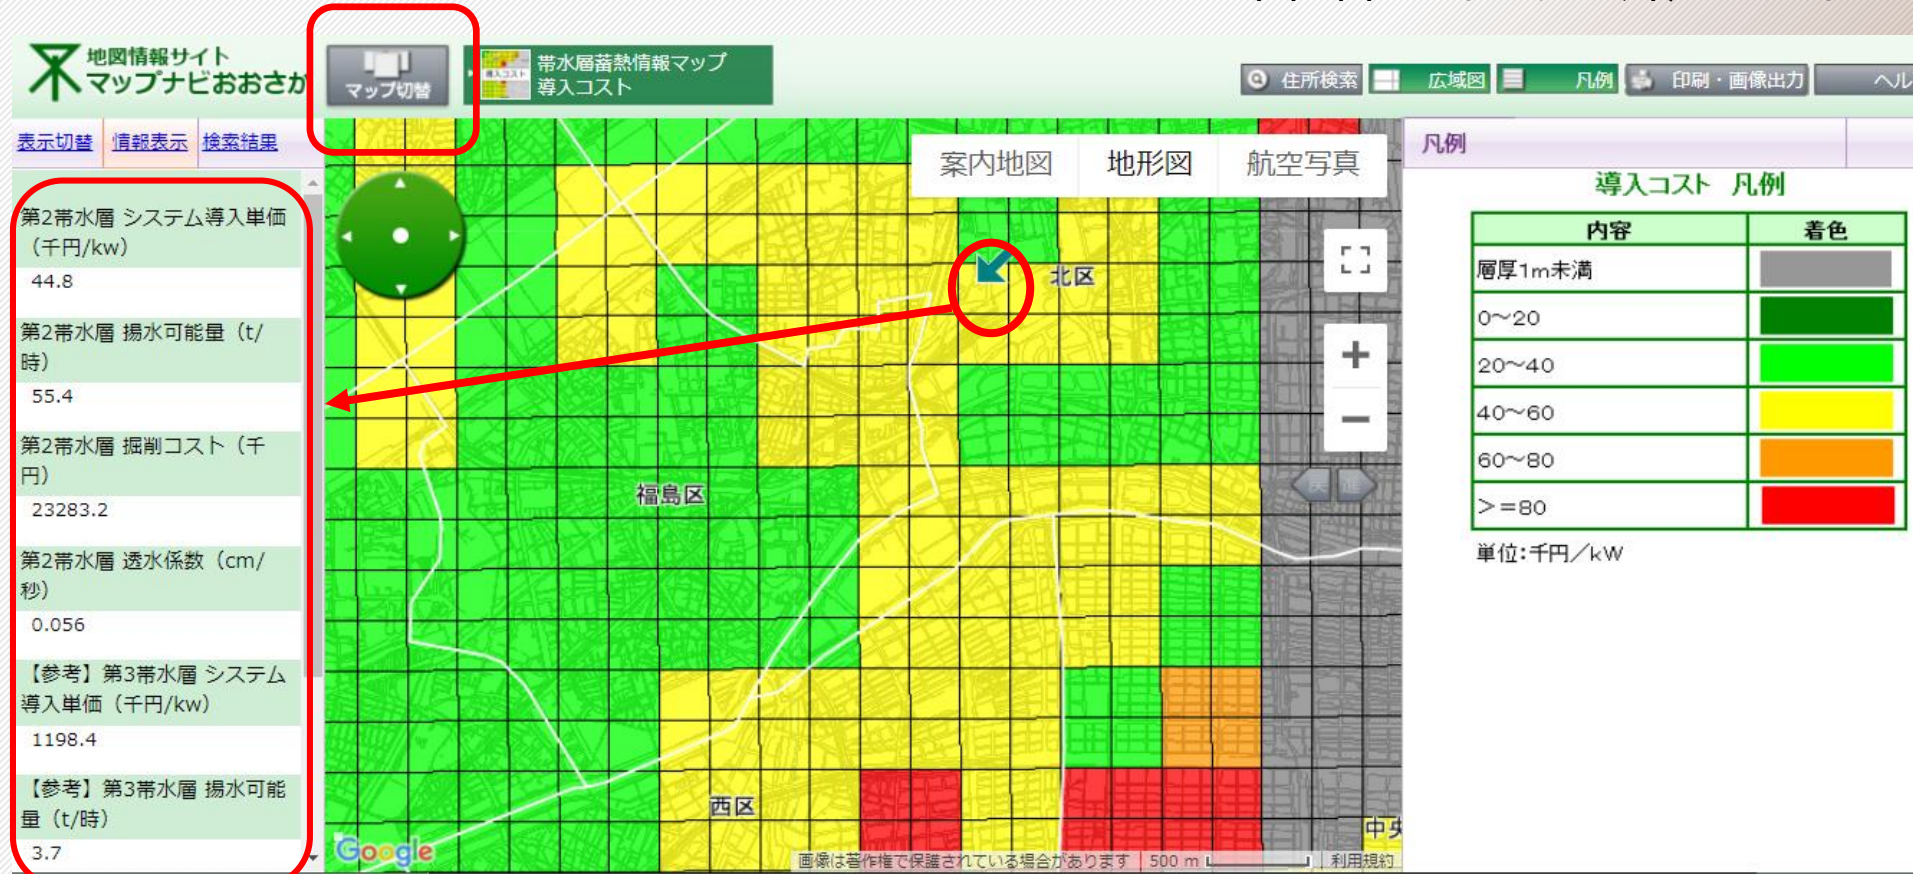 地図情報サイト
マップナビおおさか
マップ切替
導入コスト
帯水層蓄熱情報マップ
導入コスト
住所検索
広域図
凡例
印刷・画像出力
ヘル
表示切替 情報表示 検索結果
第2帯水層 システム導入単価
（千円/kw）
44.8
第2帯水層 揚水可能量（t/
時）
55.4
第2帯水層 掘削コスト（千
円）
23283.2
第2帯水層 透水係数（cm/
秒）
0.056
【参考】第3帯水層 システム
導入単価（千円/kw）
1198.4
【参考】第3帯水層 揚水可能
量（t/時）
3.7
案内地図 地形図 航空写真
北区
福島区
西区
中央
戻 進
Google
画像は著作権で保護されている場合があります
500 m
利用規約
凡例
導入コスト 凡例
内容 着色
層厚1m未満
0～20
20～40
40～60
60～80
＞=80
単位:千円／kW